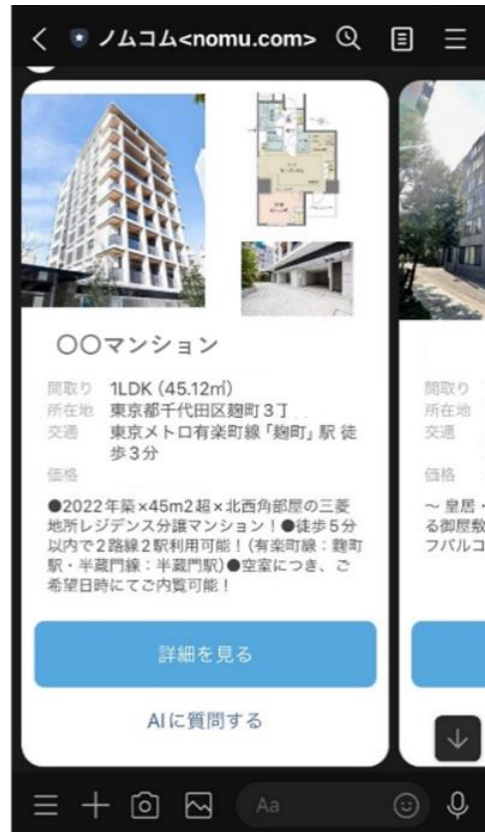 ノムコム<nomu.com>
〇〇マンション
間取り 1LDK (45.12㎡)
所在地 東京都千代田区麹町3丁
交通 東京メトロ有楽町線「麹町」駅 徒
歩3分
価格
●2022年築×45m2超×北西角部屋の三菱
地所レジデンス分譲マンション!●徒歩5分
以内で2路線2駅利用可能!(有楽町線:麹町
駅・半蔵門線:半蔵門駅)●空室につき、ご
希望日時にてご内覧可能!
詳細を見る
AIに質問する
間取り
所在地
交通
価格
~ 皇居・
る御屋敷
フバルコ
Aa